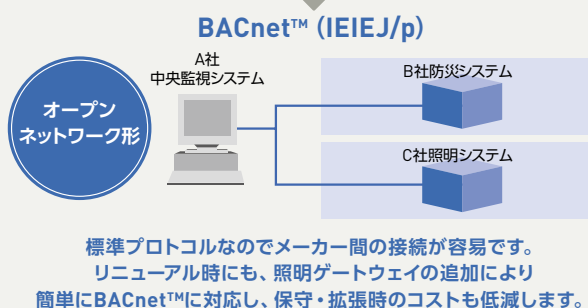 BACnet™ (IEIEJ/p)
オープン
ネットワーク形
A社
中央監視システム
B社防災システム
C社照明システム
標準プロトコルなのでメーカー間の接続が容易です。
リニューアル時にも、照明ゲートウェイの追加により
簡単にBACnet™に対応し、保守・拡張時のコストも低減します。